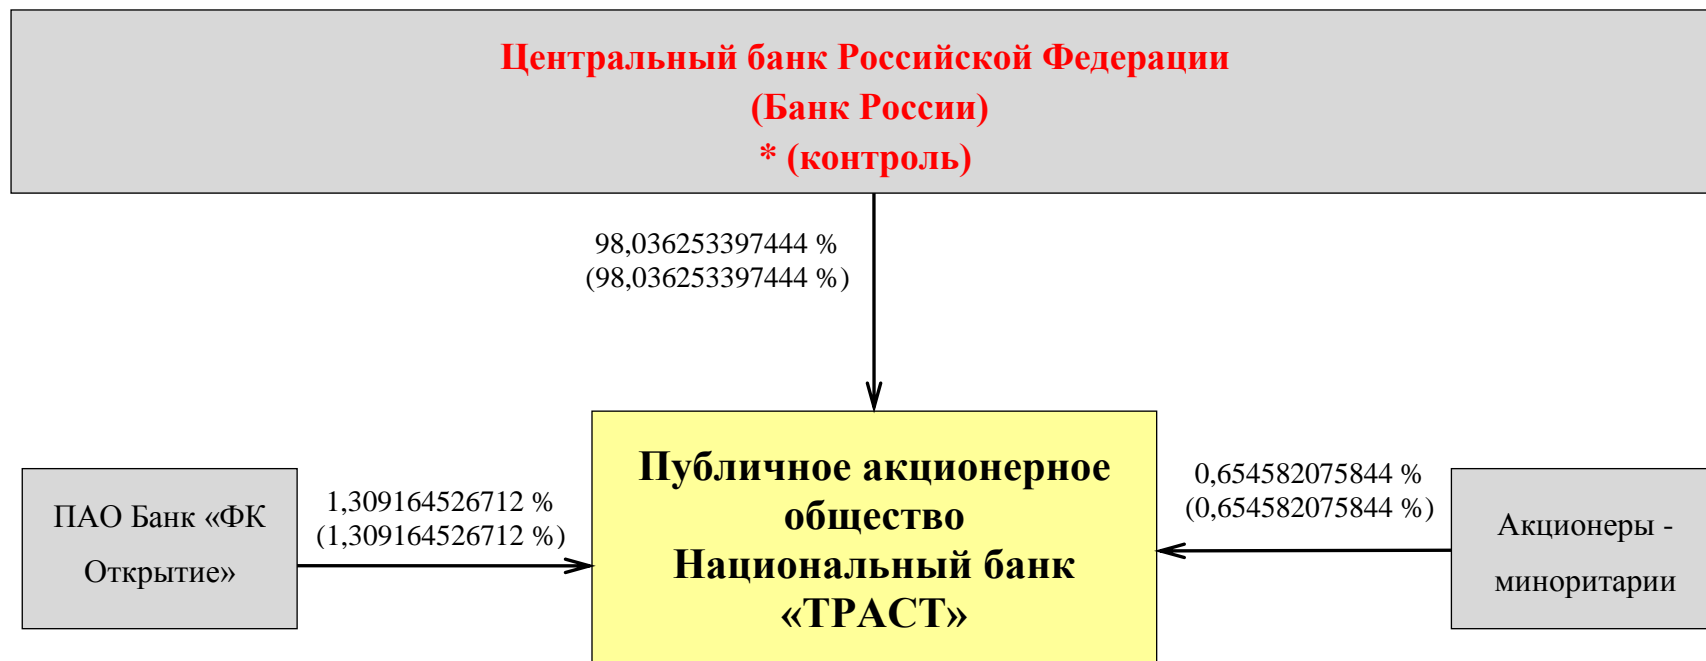 Центральный банк Российской Федерации
(Банк России)
* (контроль)
98,036253397444 %
(98,036253397444 %)
ПАО Банк «ФК
Открытие»
1,309164526712 %
(1,309164526712 %)
Публичное акционерное
общество
Национальный банк
«ТРАСТ»
0,654582075844 %
(0,654582075844 %)
Акционеры -
миноритарии